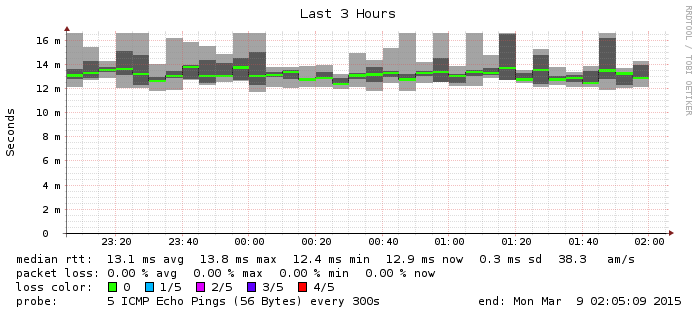 Last 3 Hours
RRDTOOL / TOBI OETIKER
Seconds
16 m
14 m
12 m
10 m
8 m
6 m
4 m
2 m
0
23:20 23:40 00:00 00:20 00:40 01:00 01:20 01:40 02:00
median rtt: 13.1 ms avg 13.8 ms max 12.4 ms min 12.9 ms now 0.3 ms sd 38.3 am/s
packet loss: 0.00 % avg 0.00 % max 0.00 % min 0.00 % now
loss color: 0 1/5 2/5 3/5 4/5
probe: 5 ICMP Echo Pings (56 Bytes) every 300s end: Mon Mar 9 02:05:09 2015